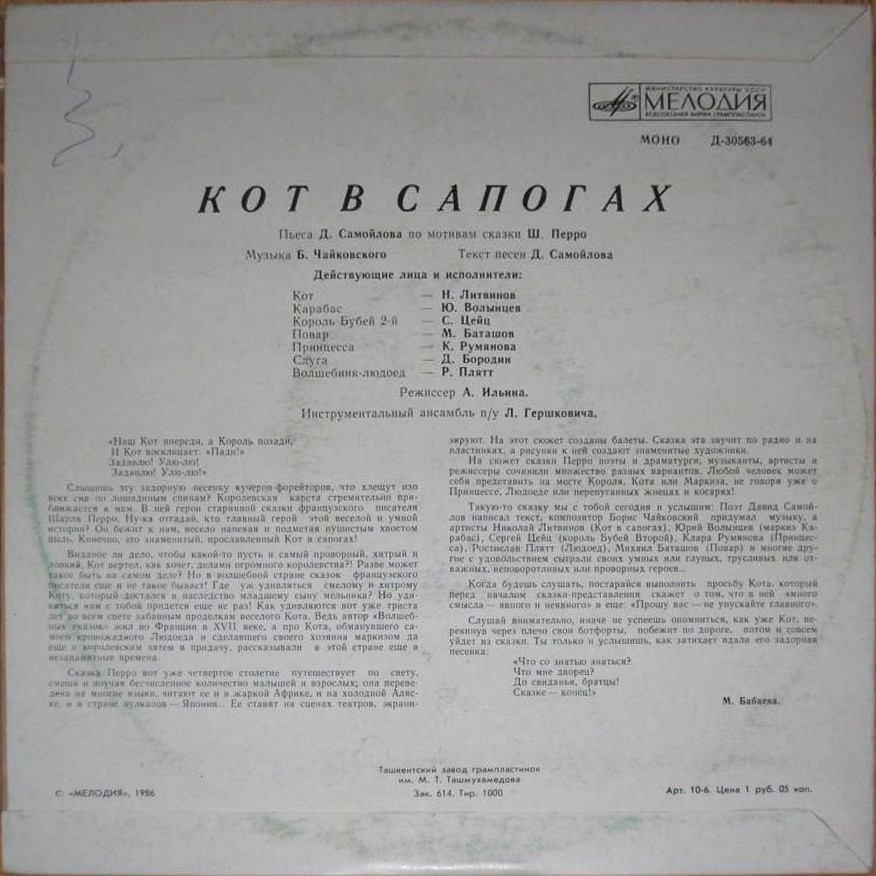 МИНИСТЕРСТВО КУЛЬТУРЫ СССР
МЕЛОДИЯ
ВСЕСОЮЗНАЯ ФИРМА ГРАМПЛАСТИНОК
МОНО Д-30563-64
КОТ В САПОГАХ
Пьеса Д. Самойлова по мотивам сказки Ш. Перро
Музыка Б. Чайковского Текст песен Д. Самойлова
Действующие лица и исполнители:
Кот — Н. Литвинов
Карабас — Ю. Волынцев
Король Бубей 2-й — С. Цейц
Повар — М. Баташов
Принцесса — К. Румянова
Слуга — Д. Бородин
Волшебник-людоед — Р. Плятт
Режиссер А. Ильина.
Инструментальный ансамбль п/у Л. Гершковича.
«Наш Кот впереди, а Король позади,
И Кот восклицает: «Пади!»
Задавлю! Улю-лю!
Задавлю! Улю-лю!»
Слышишь эту задорную песенку кучеров-форейторов, что хлещут изо
всех сил по лошадиным спинам? Королевская карета стремительно при-
ближается к нам. В ней герои старинной сказки французского писателя
Шарля Перро. Ну-ка отгадай, кто главный герой этой веселой и умной
истории? Он бежит к нам, весело напевая и подметая пушистым хвостом
пыль. Конечно, это знаменитый, прославленный Кот в сапогах!
Виданое ли дело, чтобы какой-то пусть и самый проворный, хитрый и
ловкий, Кот вертел, как хочет, делами огромного королевства?! Разве может
такое быть на самом деле? Но в волшебной стране сказок французского
писателя еще и не такое бывает! Где уж удивляться смелому и хитрому
Коту, который достался в наследство младшему сыну мельника? Но уди-
виться нам с тобой придется еще не раз! Как удивляются вот уже триста
лет во всем свете забавным проделкам веселого Кота. Ведь автор «Волшеб-
ных сказок» жил во Франции в XVII веке, а про Кота, обманувшего са-
мого кровожадного Людоеда и сделавшего своего хозяина маркизом да
еще и королевским зятем в придачу, рассказывали в этой стране еще в
незапамятные времена.
Сказка Перро вот уже четвертое столетие путешествует по свету,
смеша и поучая бесчисленное количество малышей и взрослых; она переве-
дена на многие языки, читают ее и в жаркой Африке, и на холодной Аляс-
ке, и в стране вулканов — Японии... Ее ставят на сценах театров, экрани-
зируют. На этот сюжет созданы балеты. Сказка эта звучит по радио и на
пластинках, а рисунки к ней создают знаменитые художники.
На сюжет сказки Перро поэты и драматурги, музыканты, артисты и
режиссеры сочинили множество разных вариантов. Любой человек может
себя представить на месте Короля, Кота или Маркиза, не говоря уже о
Принцессе, Людоеде или перепуганных жнецах и косарях!
Такую-то сказку мы с тобой сегодня и услышим: Поэт Давид Самой-
лов написал текст, композитор Борис Чайковский придумал музыку, а
артисты Николай Литвинов (Кот в сапогах), Юрий Волынцев (маркиз Ка-
рабас), Сергей Цейц (король Бубей Второй), Клара Румянова (Принцес-
са), Ростислав Плятт (Людоед), Михаил Баташов (Повар) и многие дру-
гие с удовольствием сыграли своих умных или глупых, трусливых или от-
важных, неповоротливых или проворных героев...
Когда будешь слушать, постарайся выполнить просьбу Кота, который
перед началом сказки-представления скажет о том, что в ней «много
смысла — явного и неявного» и еще: «Прошу вас — не упускайте главного».
Слушай внимательно, иначе не успеешь опомниться, как уже Кот, пе-
рекинув через плечо свои ботфорты, побежит по дороге, потом и совсем
уйдет из сказки. Ты только и услышишь, как затихает вдали его задорная
песенка:
«Что со знатью знаться?
Что мне дворец?
До свиданья, братцы!
Сказке — конец!»
М. Бабаева.
Ташкентский завод грампластинок
им. М. Т. Ташмухамедова
Зак. 614. Тир. 1000
С «МЕЛОДИЯ», 1986
Арт. 10-6. Цена 1 руб. 05 коп.